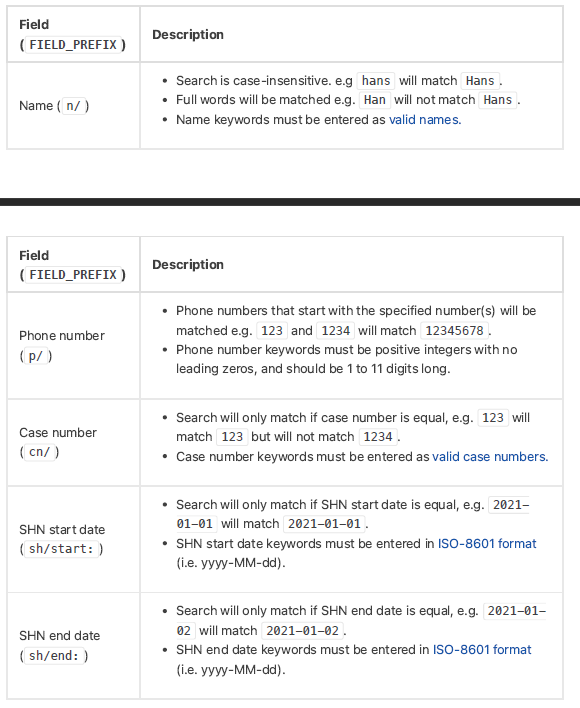 Field
( FIELD_PREFIX )
Description
Name ( n/ )
• Search is case-insensitive. e.g hans will match Hans .
• Full words will be matched e.g. Han will not match Hans .
• Name keywords must be entered as valid names.
Field
( FIELD_PREFIX )
Description
Phone number
( p/ )
• Phone numbers that start with the specified number(s) will be
matched e.g. 123 and 1234 will match 12345678 .
• Phone number keywords must be positive integers with no
leading zeros, and should be 1 to 11 digits long.
Case number
( cn/ )
• Search will only match if case number is equal, e.g. 123 will
match 123 but will not match 1234 .
• Case number keywords must be entered as valid case numbers.
SHN start date
( sh/start: )
• Search will only match if SHN start date is equal, e.g. 2021-
01-01 will match 2021-01-01 .
• SHN start date keywords must be entered in ISO-8601 format
(i.e. yyyy-MM-dd).
SHN end date
( sh/end: )
• Search will only match if SHN end date is equal, e.g. 2021-01-
02 will match 2021-01-02 .
• SHN end date keywords must be entered in ISO-8601 format
(i.e. yyyy-MM-dd).